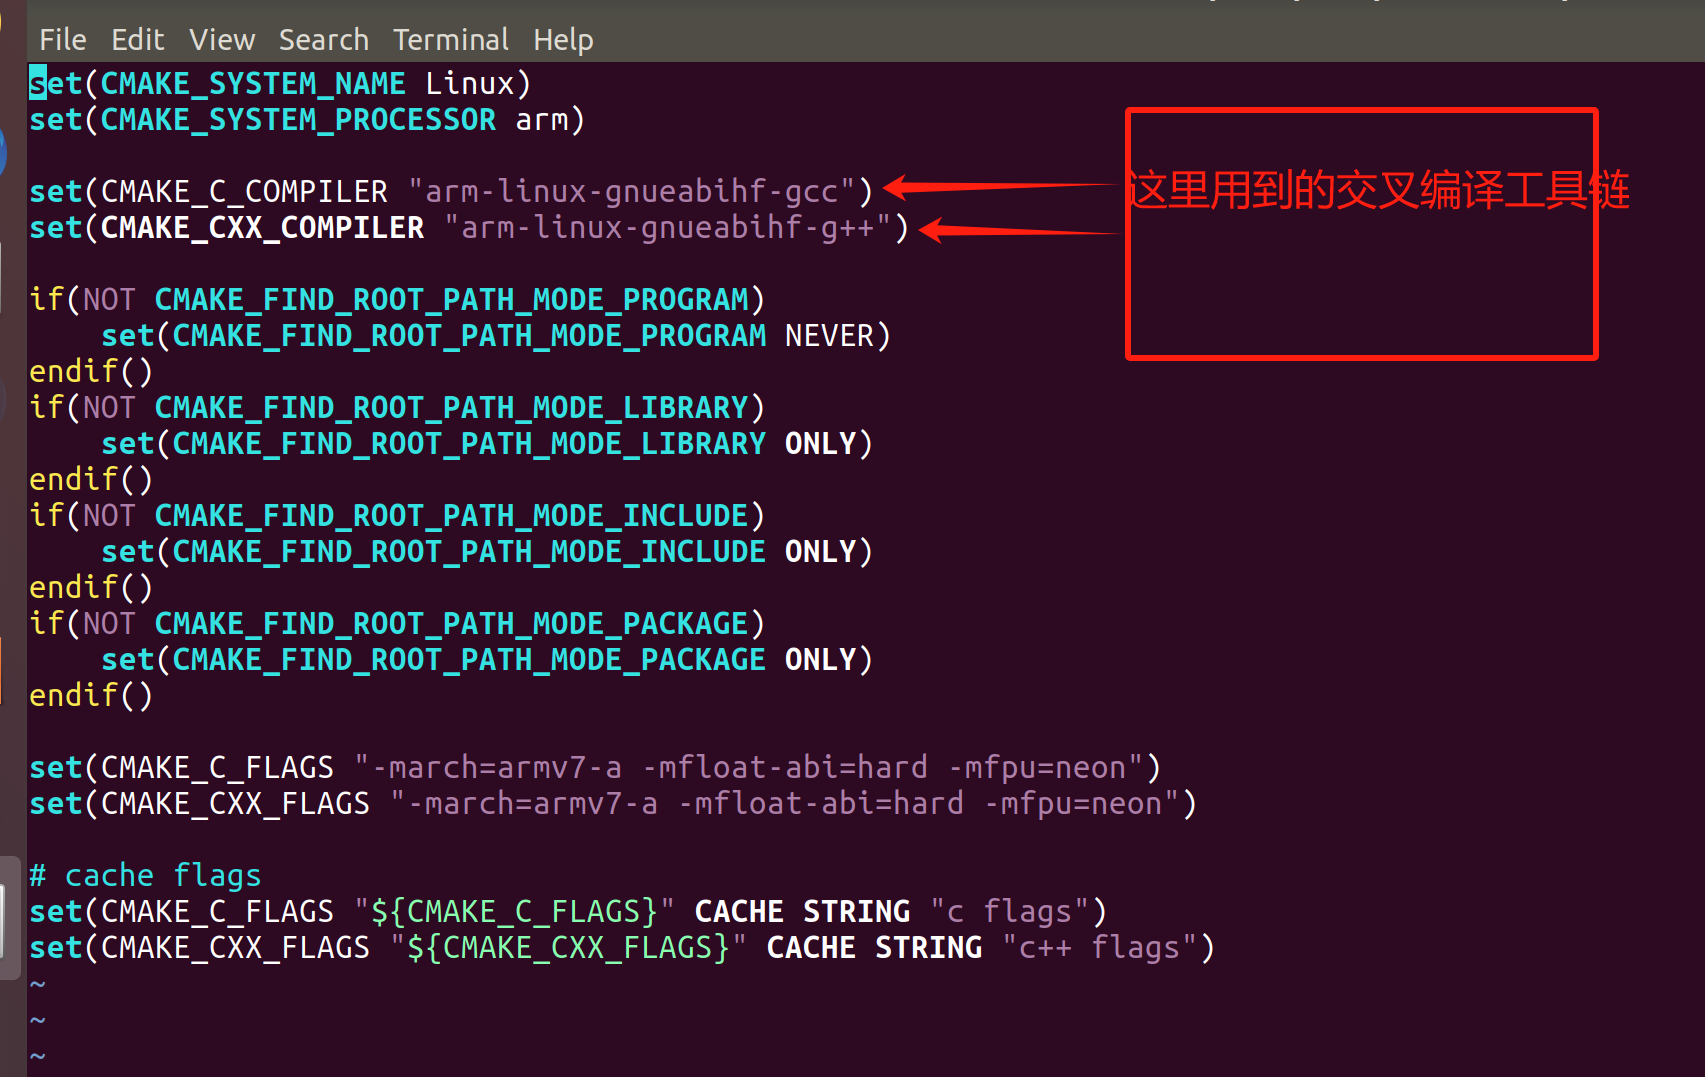 File Edit View Search Terminal Help
set(CMAKE_SYSTEM_NAME Linux)
set(CMAKE_SYSTEM_PROCESSOR arm)
set(CMAKE_C_COMPILER "arm-linux-gnueabihf-gcc")
这里用到的交叉编译工具链
set(CMAKE_CXX_COMPILER "arm-linux-gnueabihf-g++")
if(NOT CMAKE_FIND_ROOT_PATH_MODE_PROGRAM)
    set(CMAKE_FIND_ROOT_PATH_MODE_PROGRAM NEVER)
endif()
if(NOT CMAKE_FIND_ROOT_PATH_MODE_LIBRARY)
    set(CMAKE_FIND_ROOT_PATH_MODE_LIBRARY ONLY)
endif()
if(NOT CMAKE_FIND_ROOT_PATH_MODE_INCLUDE)
    set(CMAKE_FIND_ROOT_PATH_MODE_INCLUDE ONLY)
endif()
if(NOT CMAKE_FIND_ROOT_PATH_MODE_PACKAGE)
    set(CMAKE_FIND_ROOT_PATH_MODE_PACKAGE ONLY)
endif()
set(CMAKE_C_FLAGS "-march=armv7-a -mfloat-abi=hard -mfpu=neon")
set(CMAKE_CXX_FLAGS "-march=armv7-a -mfloat-abi=hard -mfpu=neon")
# cache flags
set(CMAKE_C_FLAGS "${CMAKE_C_FLAGS}" CACHE STRING "c flags")
set(CMAKE_CXX_FLAGS "${CMAKE_CXX_FLAGS}" CACHE STRING "c++ flags")
~
~
~